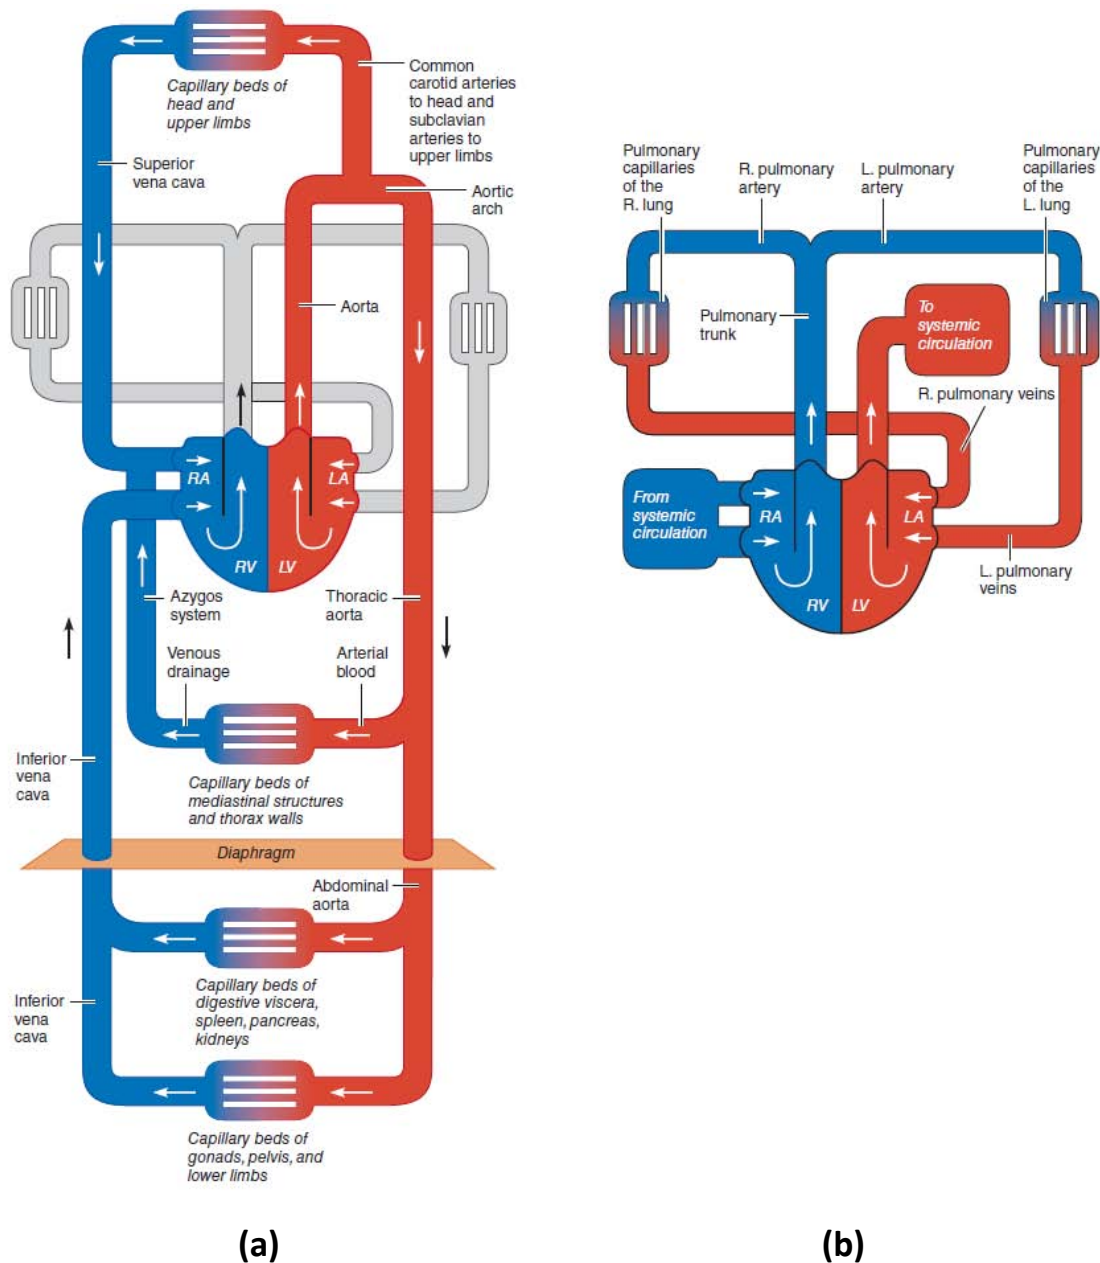 Capillary beds of
head and
upper limbs
Common
carotid arteries
to head and
subclavian
arteries to
upper limbs
Superior
vena cava
Aortic
arch
Aorta
RA
LA
RV
LV
Azygos
system
Thoracic
aorta
Venous
drainage
Arterial
blood
Inferior
vena
cava
Capillary beds of
mediastinal structures
and thorax walls
Diaphragm
Abdominal
aorta
Capillary beds of
digestive viscera,
spleen, pancreas,
kidneys
Inferior
vena
cava
Capillary beds of
gonads, pelvis, and
lower limbs
(a)
Pulmonary
capillaries
of the
R. lung
R. pulmonary
artery
L. pulmonary
artery
Pulmonary
capillaries
of the
L. lung
Pulmonary
trunk
To
systemic
circulation
R. pulmonary veins
From
systemic
circulation
RA
LA
RV
LV
L. pulmonary
veins
(b)